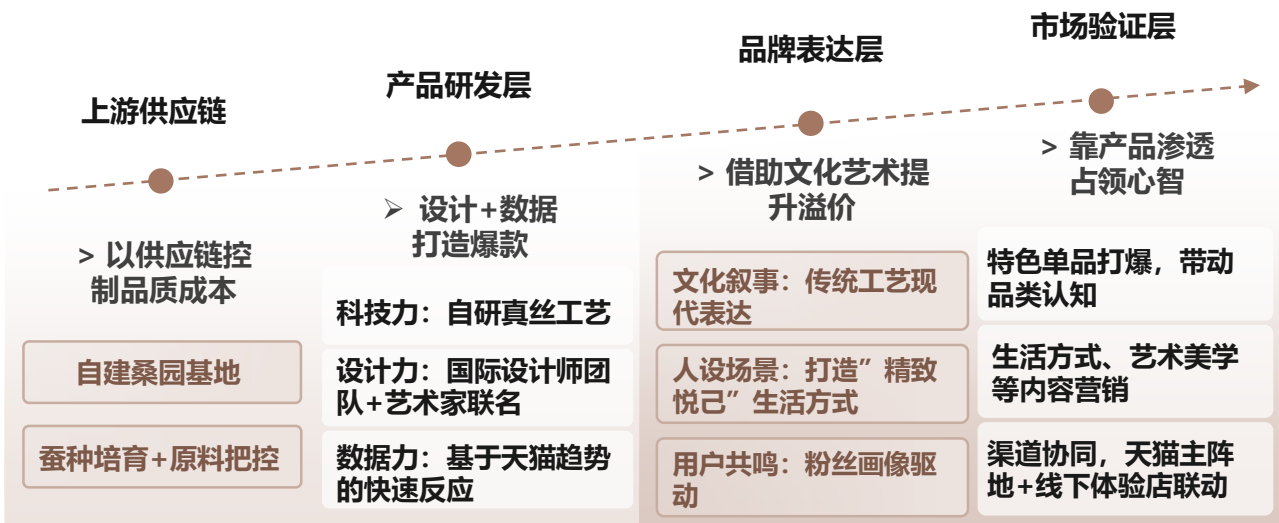 上游供应链
> 以供应链控
制品质成本
自建桑园基地
蚕种培育+原料把控
产品研发层
➢ 设计+数据
打造爆款
科技力：自研真丝工艺
设计力：国际设计师团
队+艺术家联名
数据力：基于天猫趋势
的快速反应
品牌表达层
> 借助文化艺术提
升溢价
文化叙事：传统工艺现
代表达
人设场景：打造”精致
悦己”生活方式
用户共鸣：粉丝画像驱
动
市场验证层
> 靠产品渗透
占领心智
特色单品打爆，带动
品类认知
生活方式、艺术美学
等内容营销
渠道协同，天猫主阵
地+线下体验店联动